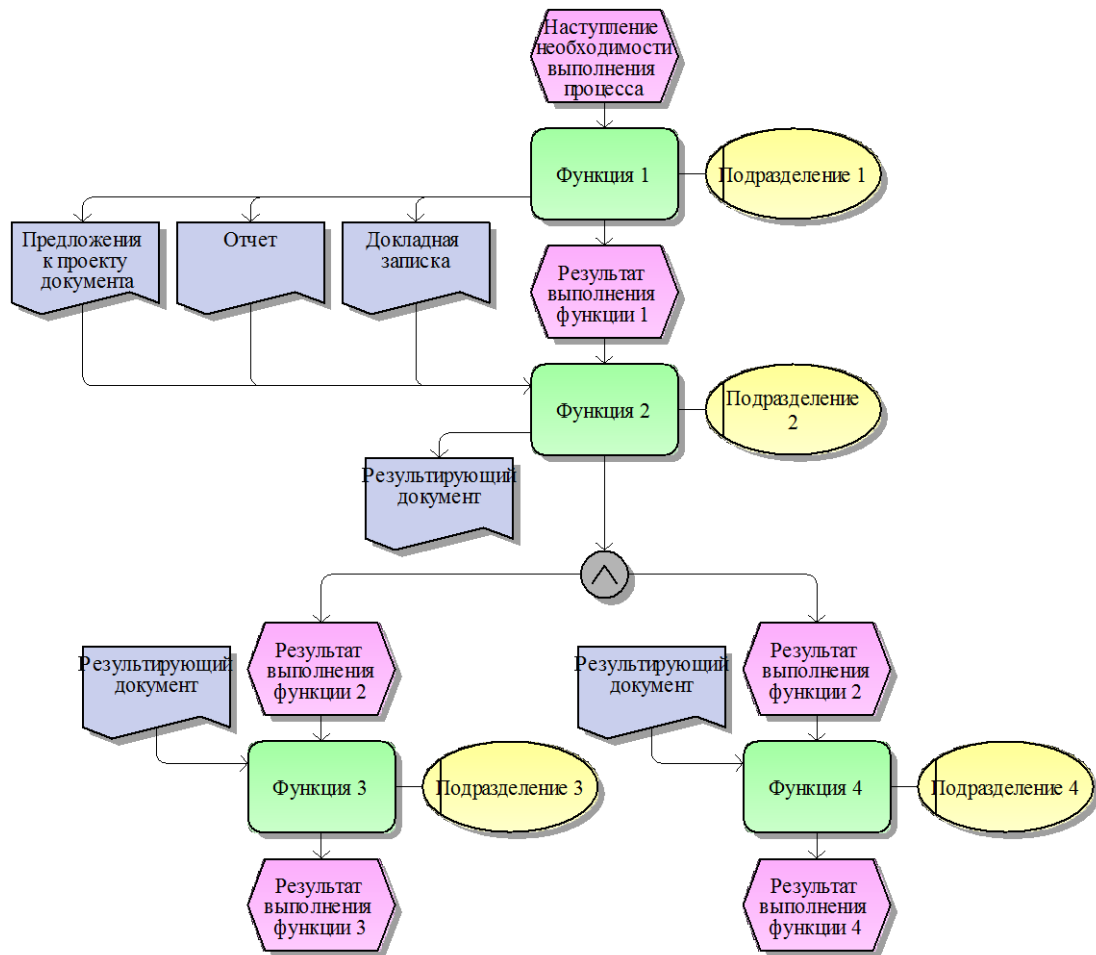 Наступление
необходимости
выполнения
процесса
Функция 1
Подразделение 1
Предложения
к проекту
документа
Отчет
Докладная
записка
Результат
выполнения
функции 1
Функция 2
Подразделение
2
Результирующий
документ
Результирующий
документ
Результат
выполнения
функции 2
Результирующий
документ
Результат
выполнения
функции 2
Функция 3
Подразделение 3
Функция 4
Подразделение 4
Результат
выполнения
функции 3
Результат
выполнения
функции 4